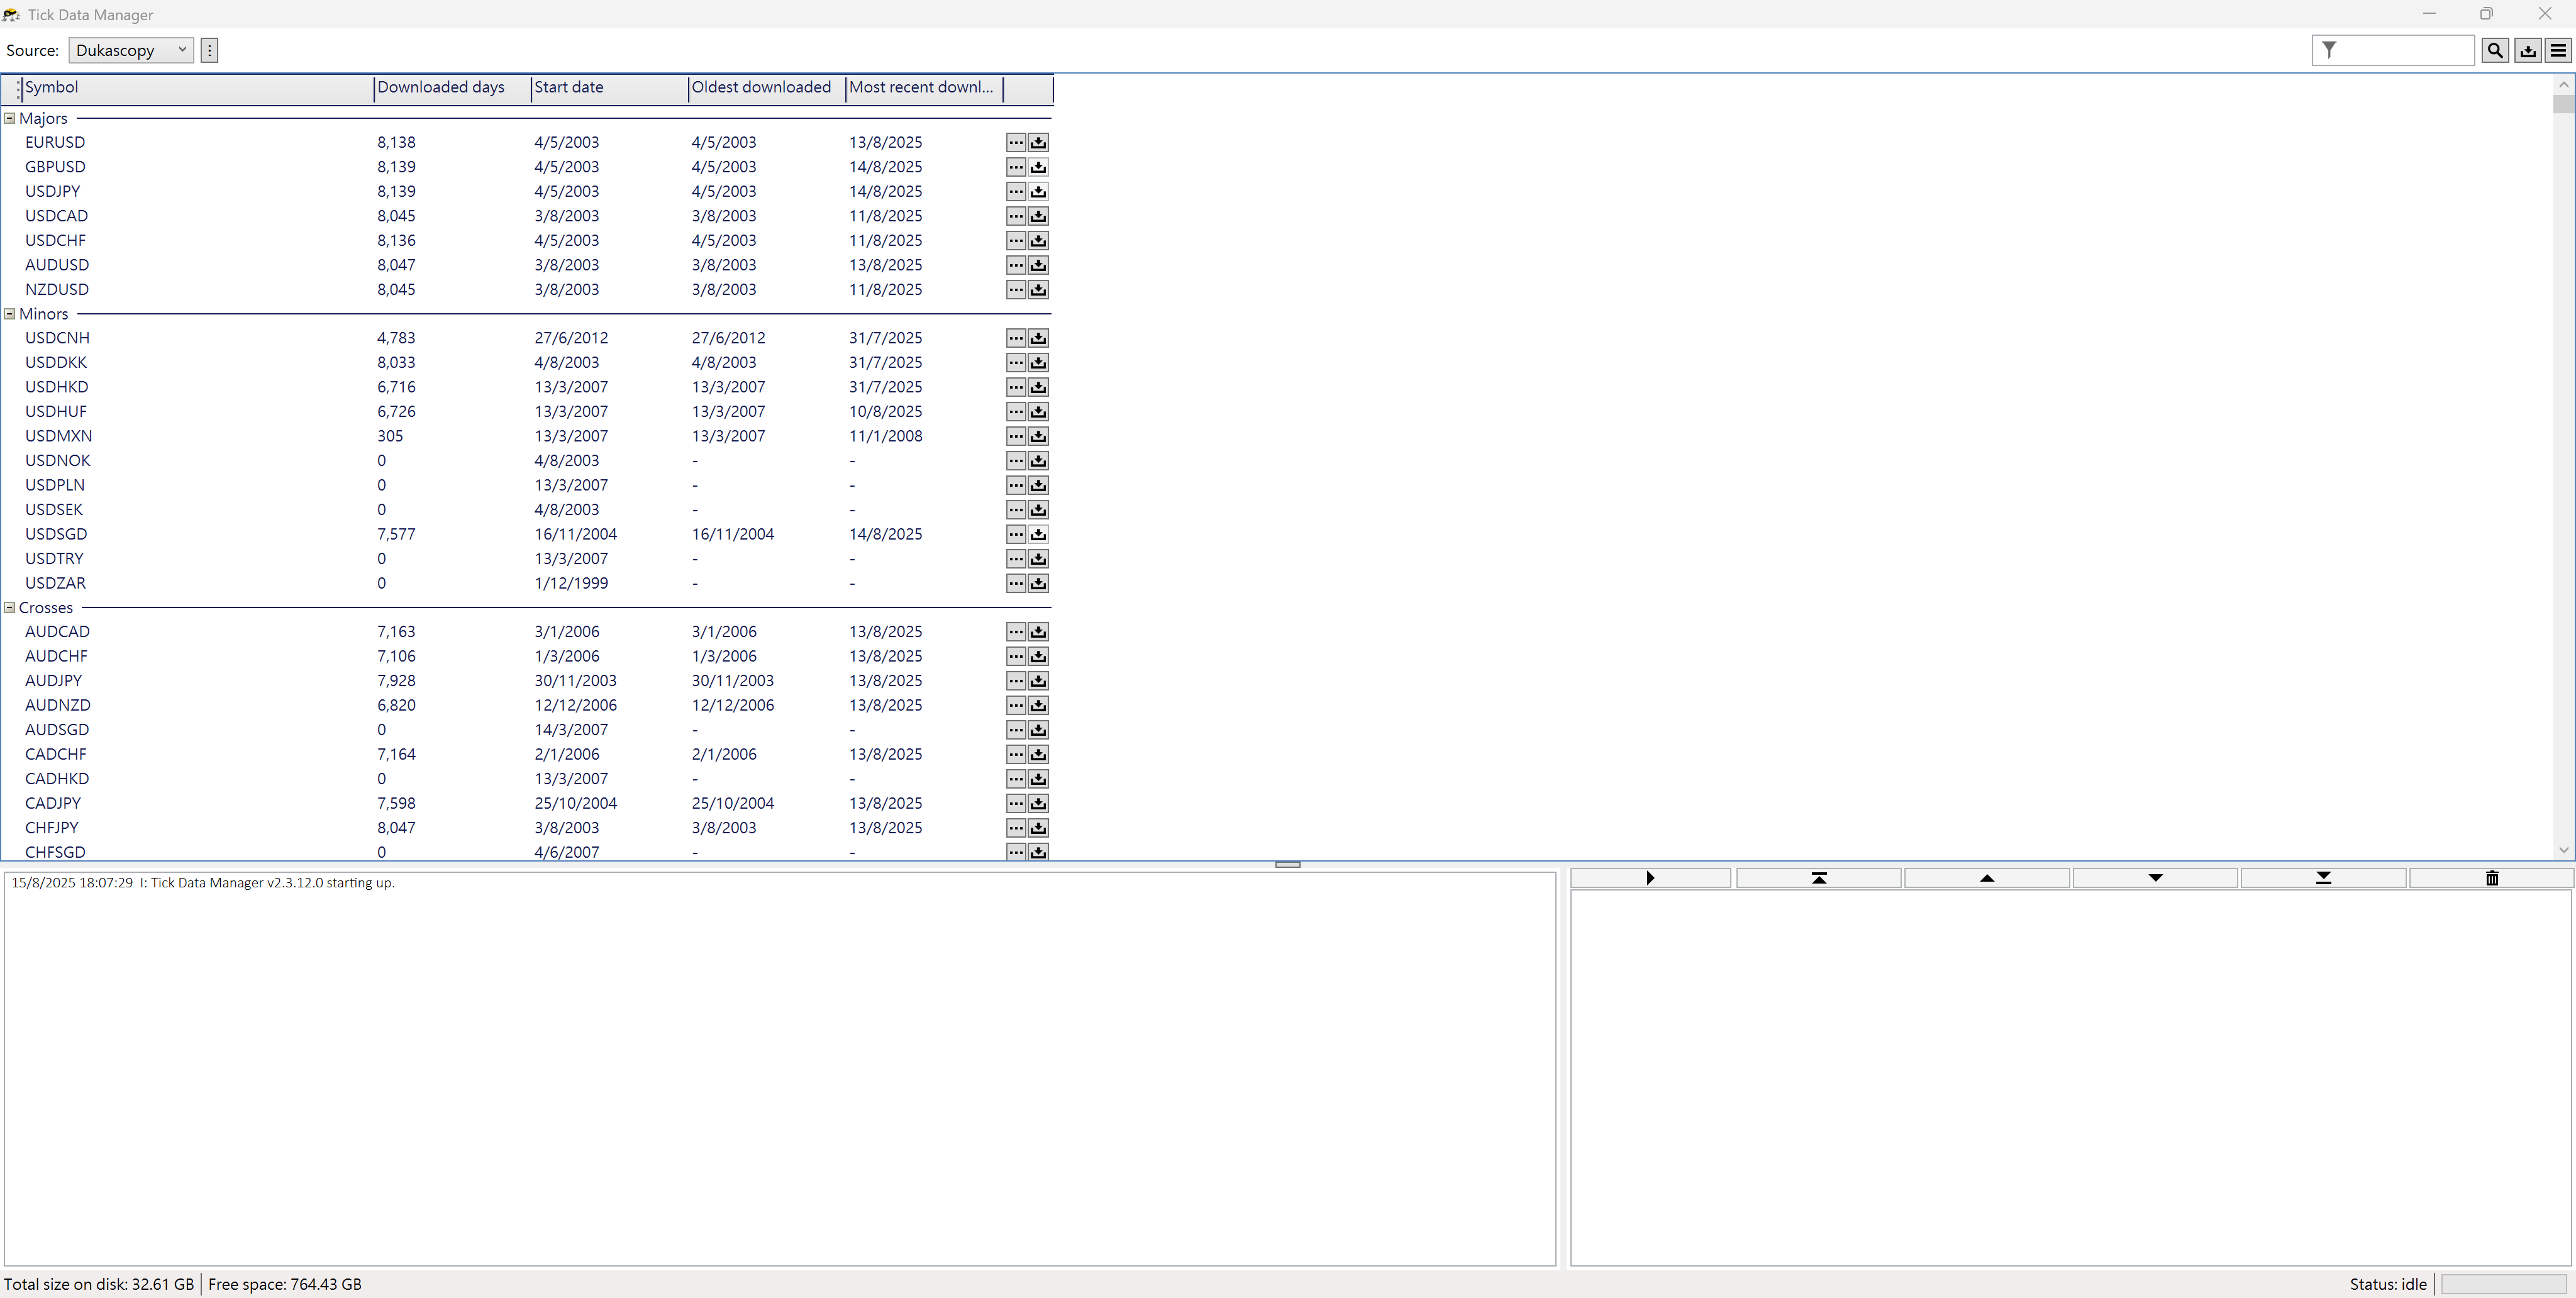 Tick Data Manager
Source: Dukascopy
Symbol Downloaded days Start date Oldest downloaded Most recent downl...
Majors
EURUSD 8,138 4/5/2003 4/5/2003 13/8/2025
GBPUSD 8,139 4/5/2003 4/5/2003 14/8/2025
USDJPY 8,139 4/5/2003 4/5/2003 14/8/2025
USDCAD 8,045 3/8/2003 3/8/2003 11/8/2025
USDCHF 8,136 4/5/2003 4/5/2003 11/8/2025
AUDUSD 8,047 3/8/2003 3/8/2003 13/8/2025
NZDUSD 8,045 3/8/2003 3/8/2003 11/8/2025
Minors
USDCNH 4,783 27/6/2012 27/6/2012 31/7/2025
USDDKK 8,033 4/8/2003 4/8/2003 31/7/2025
USDHKD 6,716 13/3/2007 13/3/2007 31/7/2025
USDHUF 6,726 13/3/2007 13/3/2007 10/8/2025
USDMXN 305 13/3/2007 13/3/2007 11/1/2008
USDNOK 0 4/8/2003 - -
USDPLN 0 13/3/2007 - -
USDSEK 0 4/8/2003 - -
USDSGD 7,577 16/11/2004 16/11/2004 14/8/2025
USDTRY 0 13/3/2007 - -
USDZAR 0 1/12/1999 - -
Crosses
AUDCAD 7,163 3/1/2006 3/1/2006 13/8/2025
AUDCHF 7,106 1/3/2006 1/3/2006 13/8/2025
AUDJPY 7,928 30/11/2003 30/11/2003 13/8/2025
AUDNZD 6,820 12/12/2006 12/12/2006 13/8/2025
AUDSGD 0 14/3/2007 - -
CADCHF 7,164 2/1/2006 2/1/2006 13/8/2025
CADHKD 0 13/3/2007 - -
CADJPY 7,598 25/10/2004 25/10/2004 13/8/2025
CHFJPY 8,047 3/8/2003 3/8/2003 13/8/2025
CHFSGD 0 4/6/2007 - -
15/8/2025 18:07:29 I: Tick Data Manager v2.3.12.0 starting up.
Total size on disk: 32.61 GB Free space: 764.43 GB Status: idle